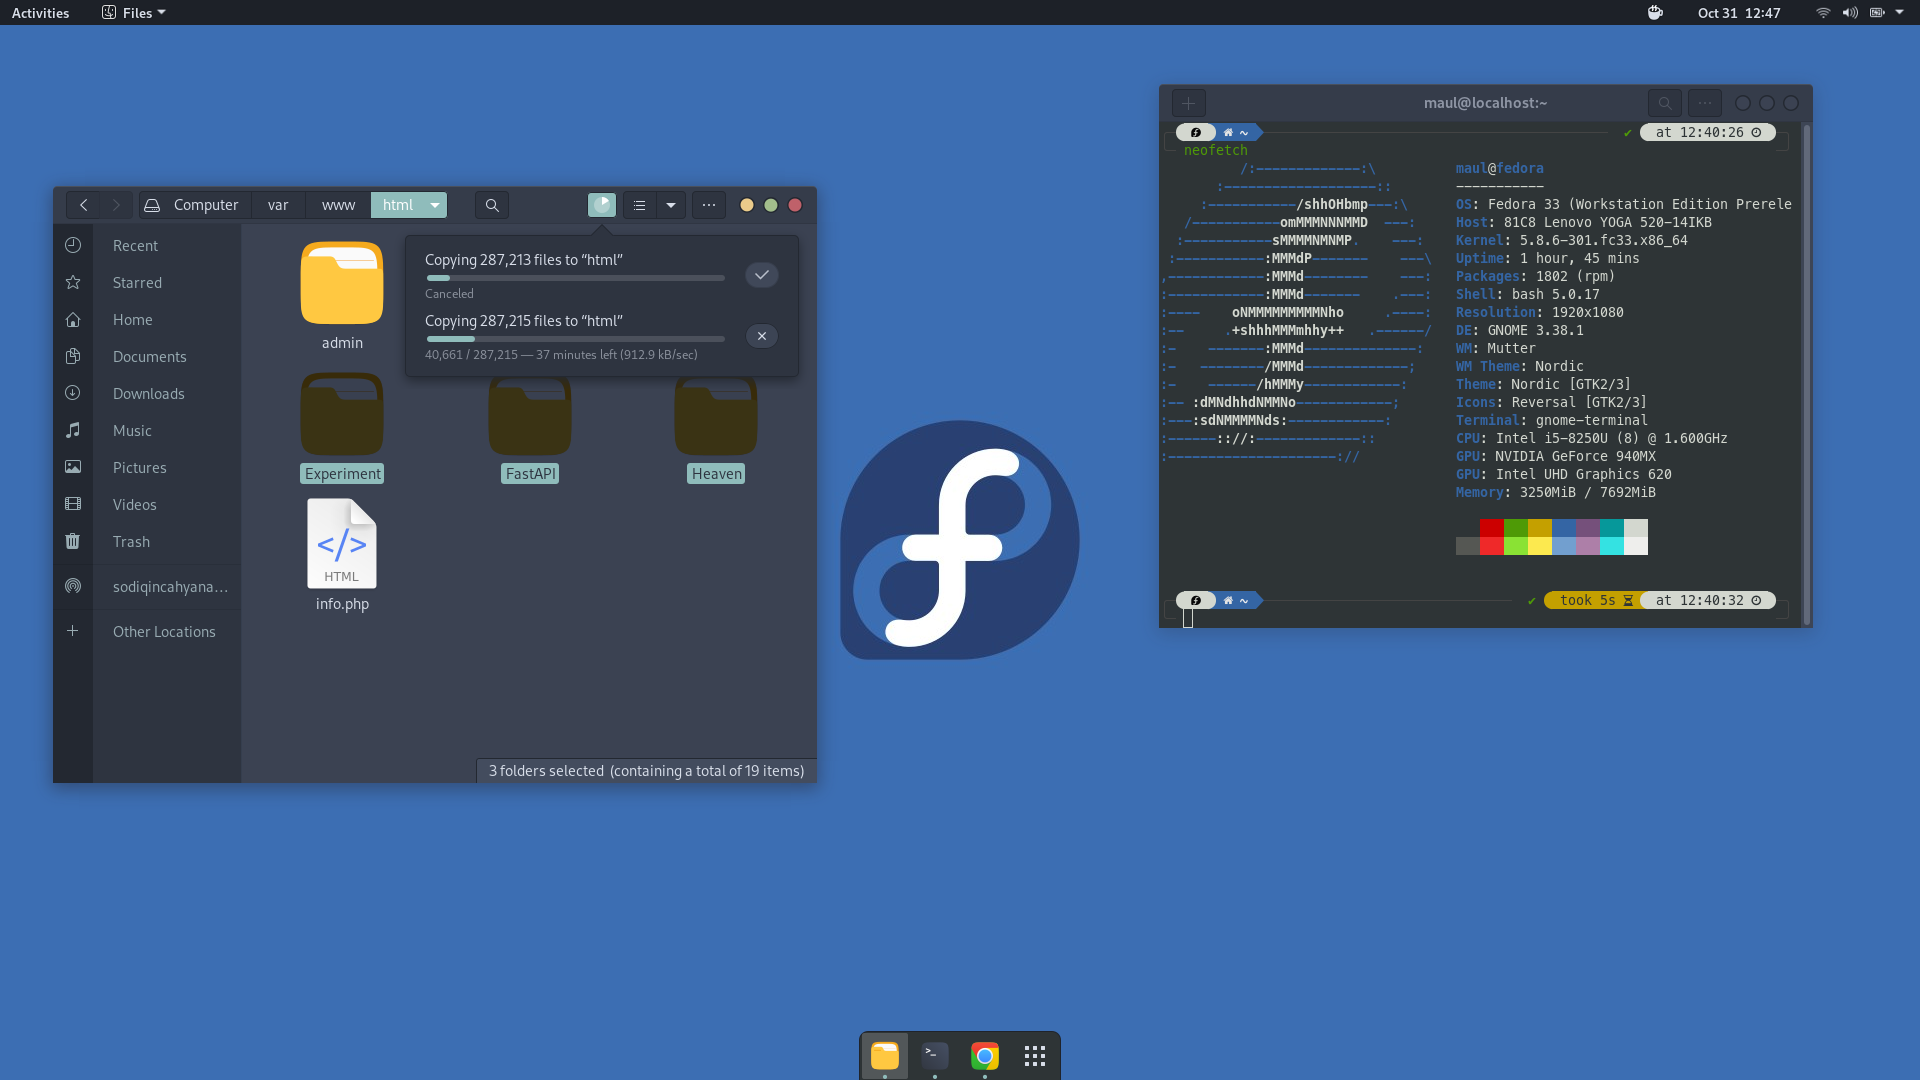 Activities Files Oct 31 12:47
Computer var www html
Recent
Starred
Home
Documents
Downloads
Music
Pictures
Videos
Trash
sodiqincahyana…
Other Locations
Copying 287,213 files to “html”
Canceled
Copying 287,215 files to “html”
40,661 / 287,215 — 37 minutes left (912.9 kB/sec)
admin
Experiment FastAPI Heaven
HTML
info.php
3 folders selected (containing a total of 19 items)
maul@localhost:~
~ ✔ at 12:40:26
neofetch
/:-------------:\
:-------------------::
:-----------/shhOHbmp---:\
/-----------omMMMNNNMMD ---:
:-----------sMMMMNMNMP. ---:
:-----------:MMMdP------- ---\
,------------:MMMd-------- ---:
:------------:MMMd------- .---:
:---- oNMMMMMMMMMNho .----:
:-- .+shhhMMMmhhy++ .------/
:- -------:MMMd--------------:
:- --------/MMMd-------------;
:- ------/hMMMy------------:
:-- :dMNdhhdNMMNo------------;
:---:sdNMMMMNds:------------:
:------:://:-------------::
:---------------------://
maul@fedora
-----------
OS: Fedora 33 (Workstation Edition Prerele
Host: 81C8 Lenovo YOGA 520-14IKB
Kernel: 5.8.6-301.fc33.x86_64
Uptime: 1 hour, 45 mins
Packages: 1802 (rpm)
Shell: bash 5.0.17
Resolution: 1920x1080
DE: GNOME 3.38.1
WM: Mutter
WM Theme: Nordic
Theme: Nordic [GTK2/3]
Icons: Reversal [GTK2/3]
Terminal: gnome-terminal
CPU: Intel i5-8250U (8) @ 1.600GHz
GPU: NVIDIA GeForce 940MX
GPU: Intel UHD Graphics 620
Memory: 3250MiB / 7692MiB
~ ✔ took 5s at 12:40:32